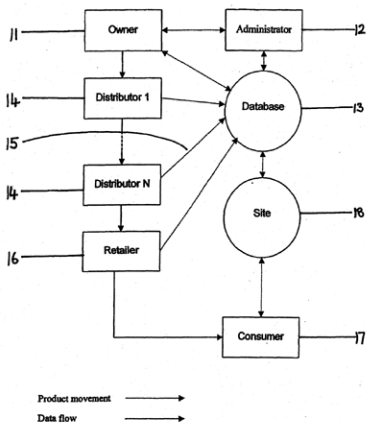 11 Owner Administrator 12
14 Distributor 1 Database 13
15
14 Distributor N
Site 18
16 Retailer
Consumer 17
Product movement
Data flow